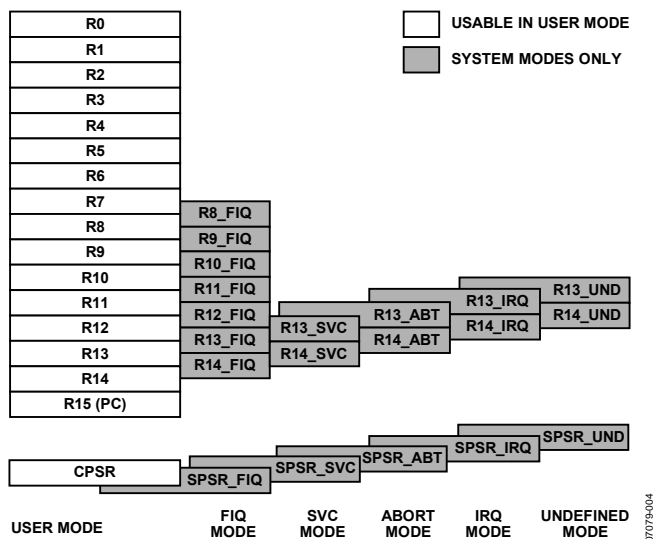 R0
R1
R2
R3
R4
R5
R6
R7
R8
R9
R10
R11
R12
R13
R14
R15 (PC)
USABLE IN USER MODE
SYSTEM MODES ONLY
R8_FIQ
R9_FIQ
R10_FIQ
R11_FIQ
R12_FIQ
R13_FIQ
R14_FIQ
R13_SVC
R14_SVC
R13_ABT
R14_ABT
R13_IRQ
R14_IRQ
R13_UND
R14_UND
CPSR
SPSR_FIQ
SPSR_SVC
SPSR_ABT
SPSR_IRQ
SPSR_UND
USER MODE
FIQ
MODE
SVC
MODE
ABORT
MODE
IRQ
MODE
UNDEFINED
MODE
07079-004